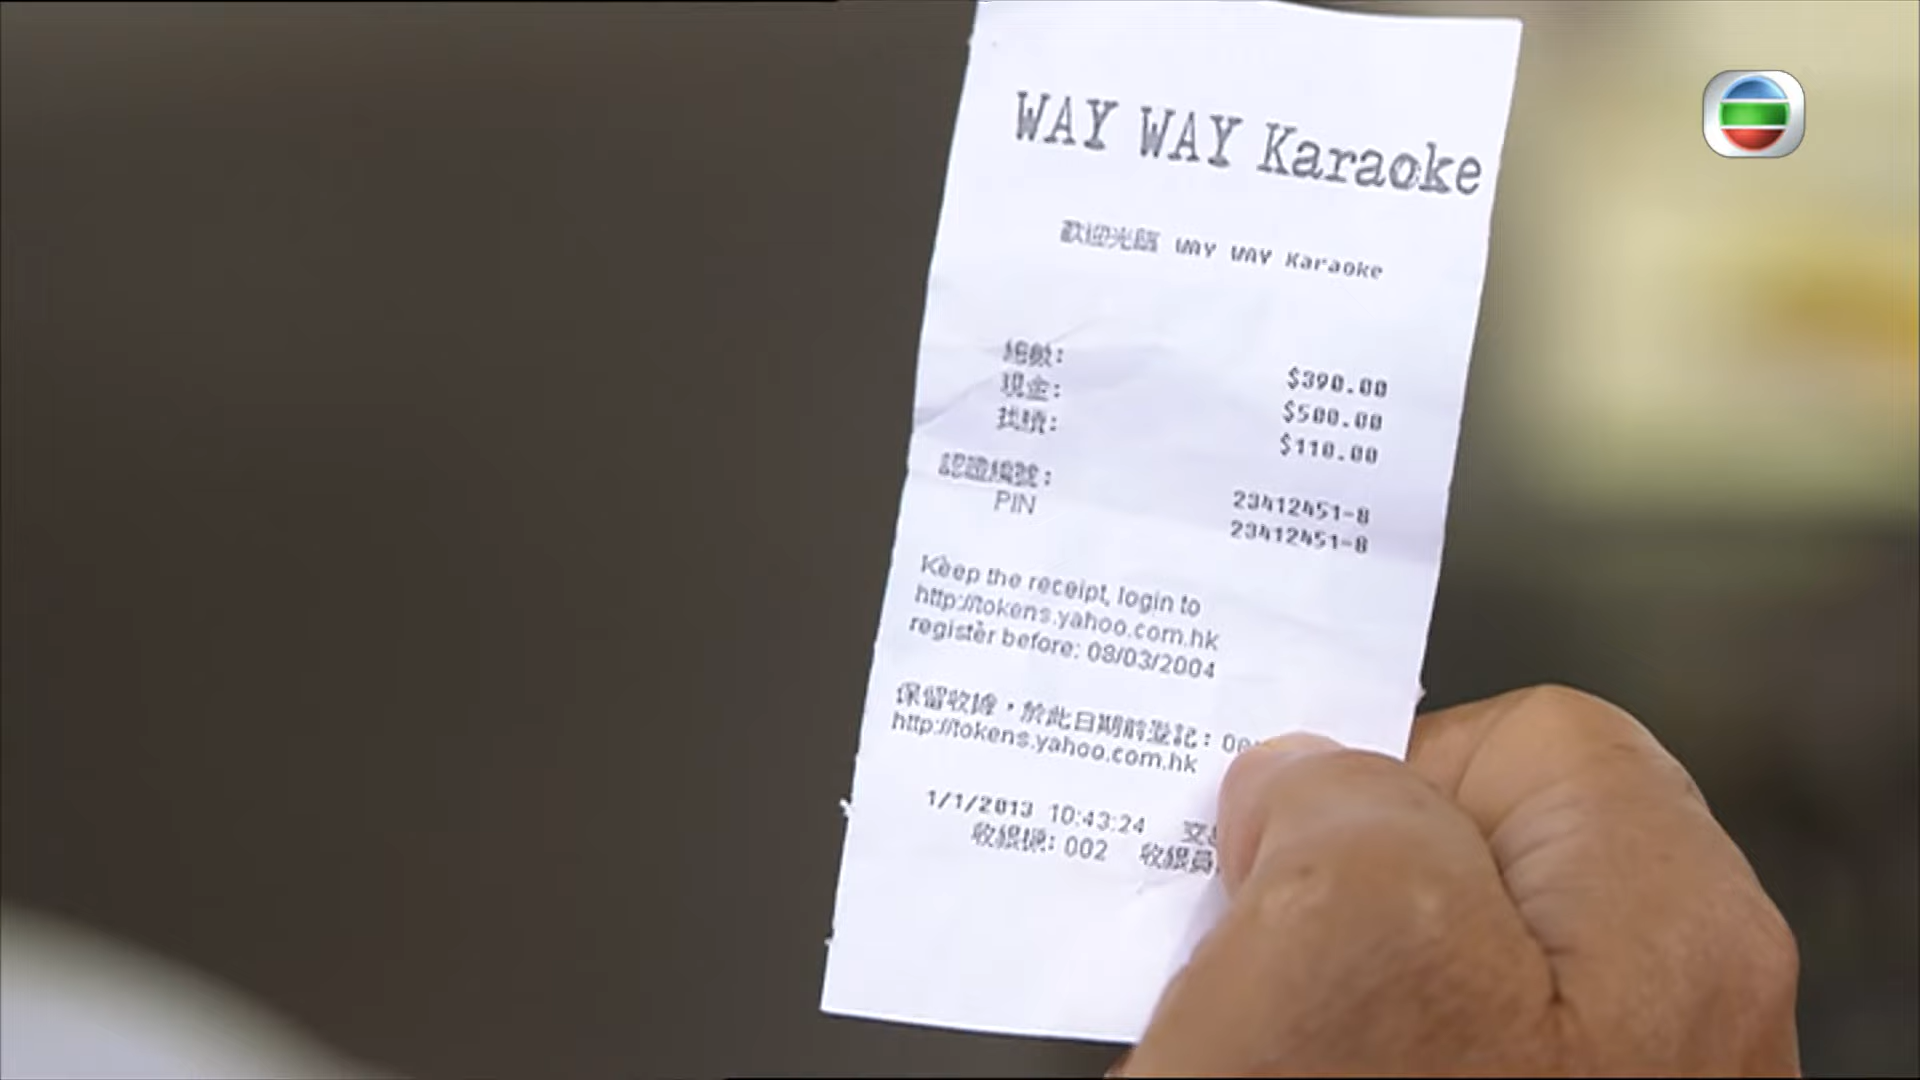 WAY WAY Karaoke
歡迎光臨 WAY WAY Karaoke
總數: $390.00
現金: $500.00
找續: $110.00
認證編號: 23412451-8
PIN 23412451-8
Keep the receipt, login to
http://tokens.yahoo.com.hk
register before: 08/03/2004
保留收據，於此日期前登記:
http://tokens.yahoo.com.hk
1/1/2013 10:43:24
收銀機: 002 收銀員